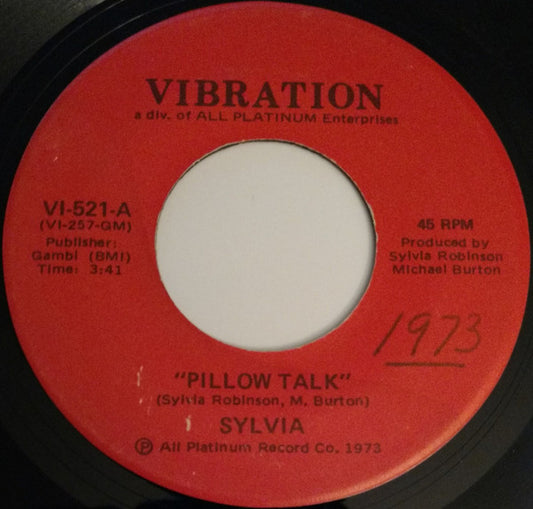 VIBRATION
a div. of ALL PLATINUM Enterprises
VI-521-A
(VI-257-GM)
Publisher:
Gambi (BMI)
Time: 3:41
45 RPM
Produced by
Sylvia Robinson
Michael Burton
1973
"PILLOW TALK"
(Sylvia Robinson, M. Burton)
SYLVIA
Ⓟ All Platinum Record Co. 1973